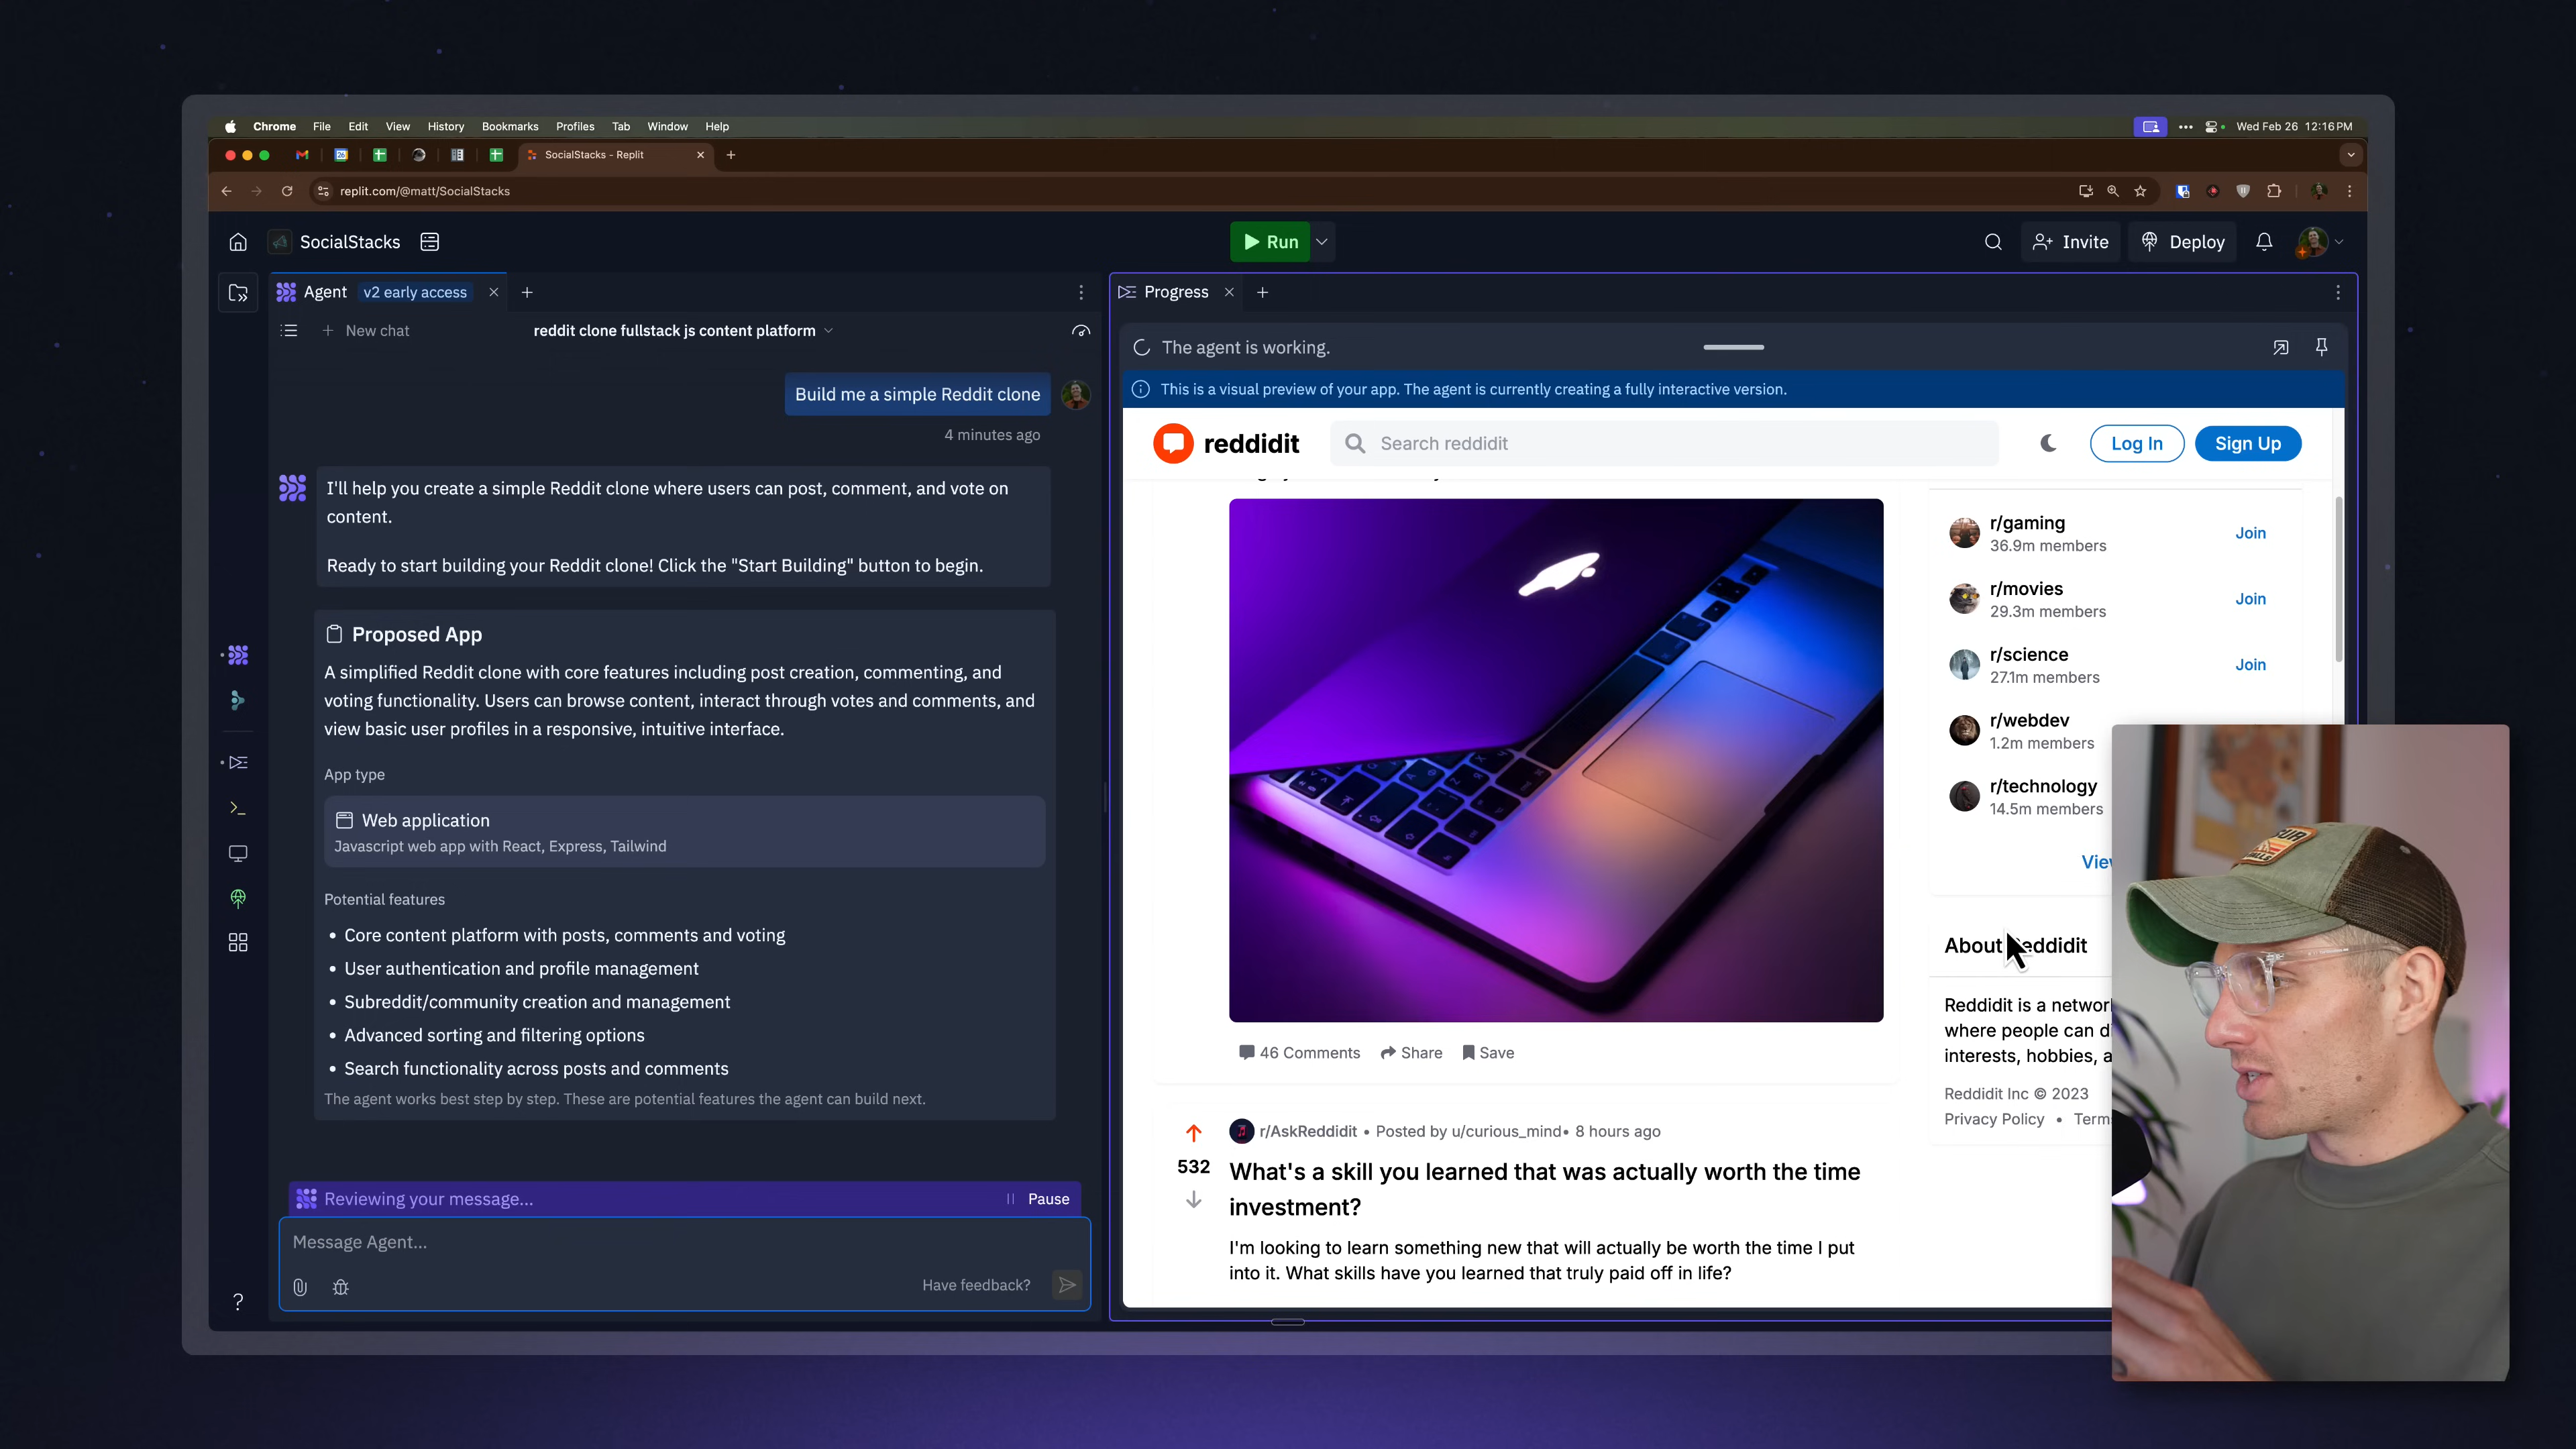 Chrome File Edit View History Bookmarks Profiles Tab Window Help
Wed Feb 26 12:16 PM
SocialStacks - Replit
replit.com/@matt/SocialStacks
SocialStacks
Run
Invite
Deploy
Agent v2 early access
New chat
reddit clone fullstack js content platform
Build me a simple Reddit clone
4 minutes ago
I'll help you create a simple Reddit clone where users can post, comment, and vote on
content.
Ready to start building your Reddit clone! Click the "Start Building" button to begin.
Proposed App
A simplified Reddit clone with core features including post creation, commenting, and
voting functionality. Users can browse content, interact through votes and comments, and
view basic user profiles in a responsive, intuitive interface.
App type
Web application
Javascript web app with React, Express, Tailwind
Potential features
• Core content platform with posts, comments and voting
• User authentication and profile management
• Subreddit/community creation and management
• Advanced sorting and filtering options
• Search functionality across posts and comments
The agent works best step by step. These are potential features the agent can build next.
Reviewing your message...
Pause
Message Agent...
Have feedback?
?
Progress
The agent is working.
This is a visual preview of your app. The agent is currently creating a fully interactive version.
reddidit
Search reddidit
Log In
Sign Up
46 Comments
Share
Save
r/AskReddidit • Posted by u/curious_mind• 8 hours ago
532
What's a skill you learned that was actually worth the time
investment?
I'm looking to learn something new that will actually be worth the time I put
into it. What skills have you learned that truly paid off in life?
r/gaming
36.9m members
Join
r/movies
29.3m members
Join
r/science
27.1m members
Join
r/webdev
1.2m members
r/technology
14.5m members
About Reddidit
Reddidit is a network
where people can
interests, hobbies,
Reddidit Inc © 2023
Privacy Policy •